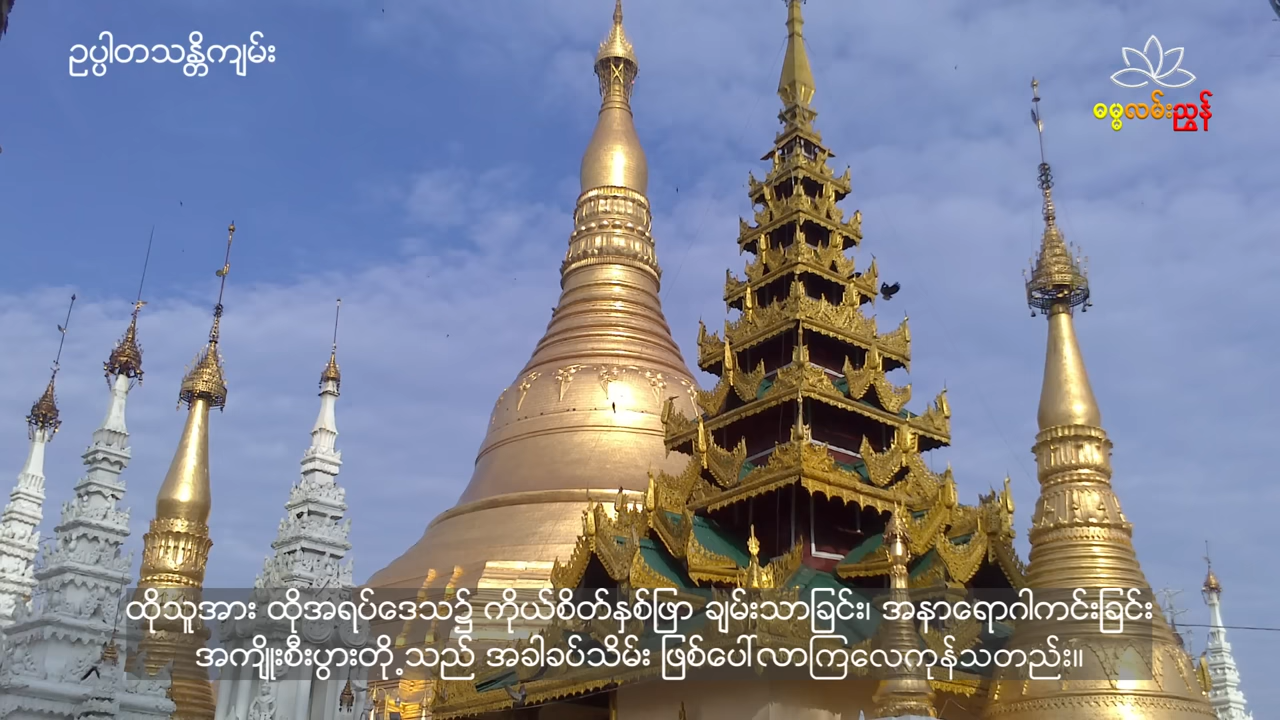 ဥပ္ပါတသန္တိကျမ်း
ဓမ္မလမ်းညွှန်
ထိုသူအား ထိုအရပ်ဒေသ၌ ကိုယ်စိတ်နှစ်ဖြာ ချမ်းသာခြင်း၊ အနာရောဂါကင်းခြင်း
အကျိုးစီးပွားတို့သည် အခါခပ်သိမ်း ဖြစ်ပေါ်လာကြလေကုန်သတည်း။